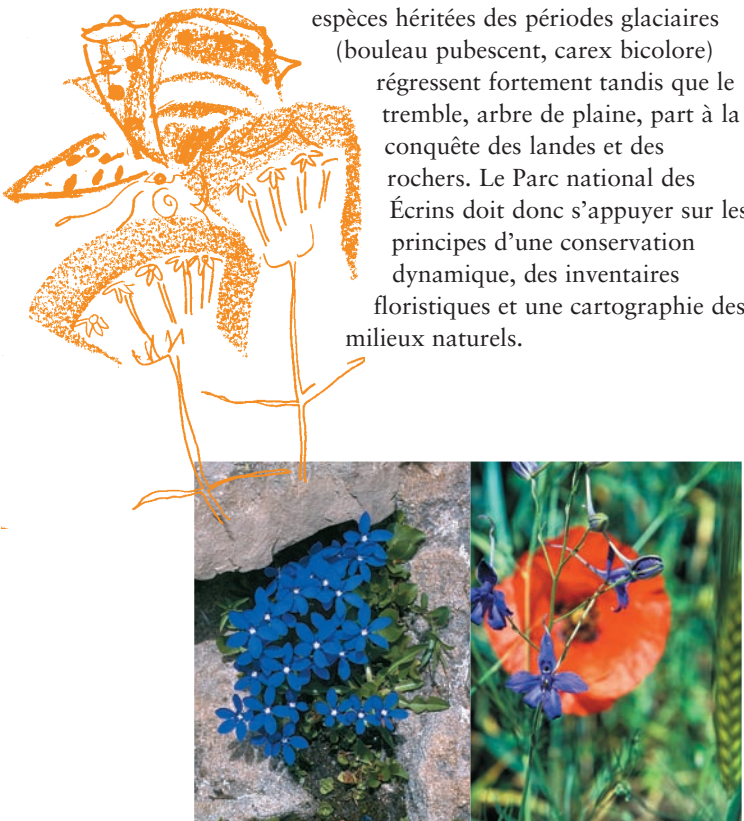 espèces héritées des périodes glaciaires
(bouleau pubescent, carex bicolore)
régressent fortement tandis que le
tremble, arbre de plaine, part à la
conquête des landes et des
rochers. Le Parc national des
Écrins doit donc s'appuyer sur les
principes d'une conservation
dynamique, des inventaires
floristiques et une cartographie des
milieux naturels.